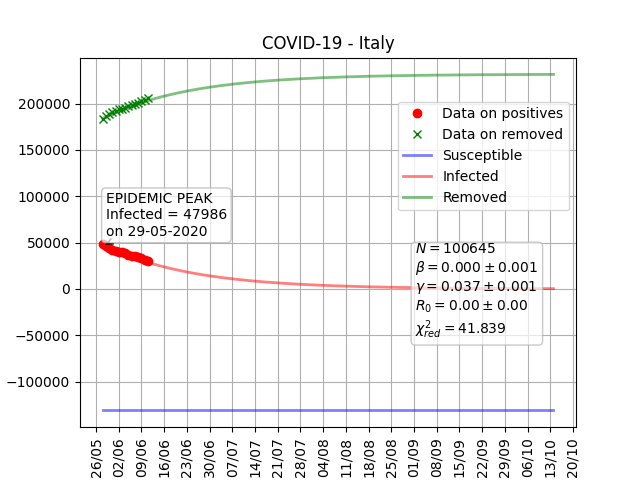 COVID-19 - Italy
200000
150000
100000
50000
0
−50000
−100000
Data on positives
Data on removed
Susceptible
Infected
Removed
EPIDEMIC PEAK
Infected = 47986
on 29-05-2020
N = 100645
β = 0.000 ± 0.001
γ = 0.037 ± 0.001
R₀ = 0.00 ± 0.00
χ²red = 41.839
26/05
02/06
09/06
16/06
23/06
30/06
07/07
14/07
21/07
28/07
04/08
11/08
18/08
25/08
01/09
08/09
15/09
22/09
29/09
06/10
13/10
20/10